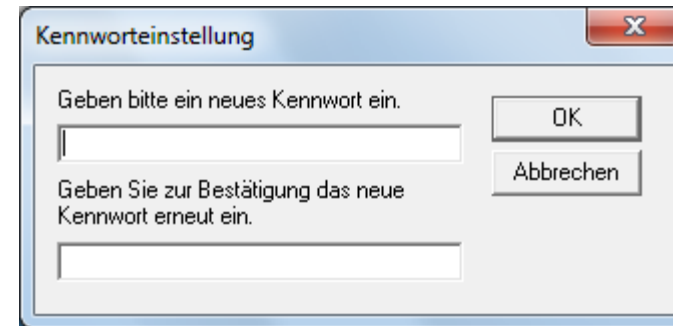 Kennworteinstellung
Geben bitte ein neues Kennwort ein.
OK
Abbrechen
Geben Sie zur Bestätigung das neue
Kennwort erneut ein.